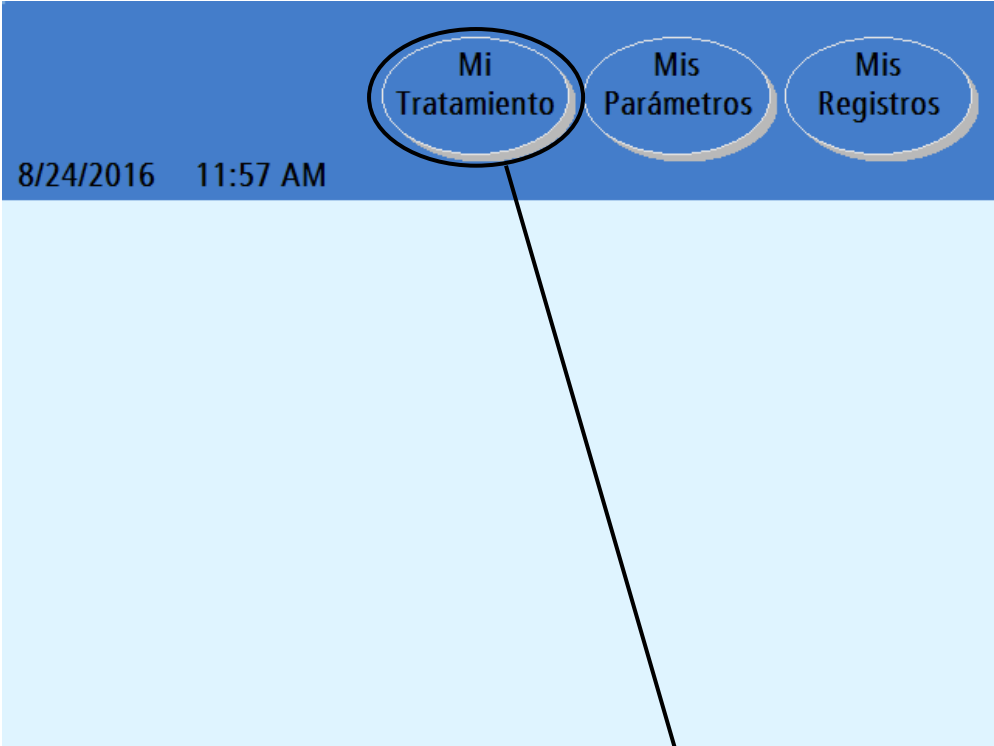 Mi
Tratamiento
Mis
Parámetros
Mis
Registros
8/24/2016 11:57 AM